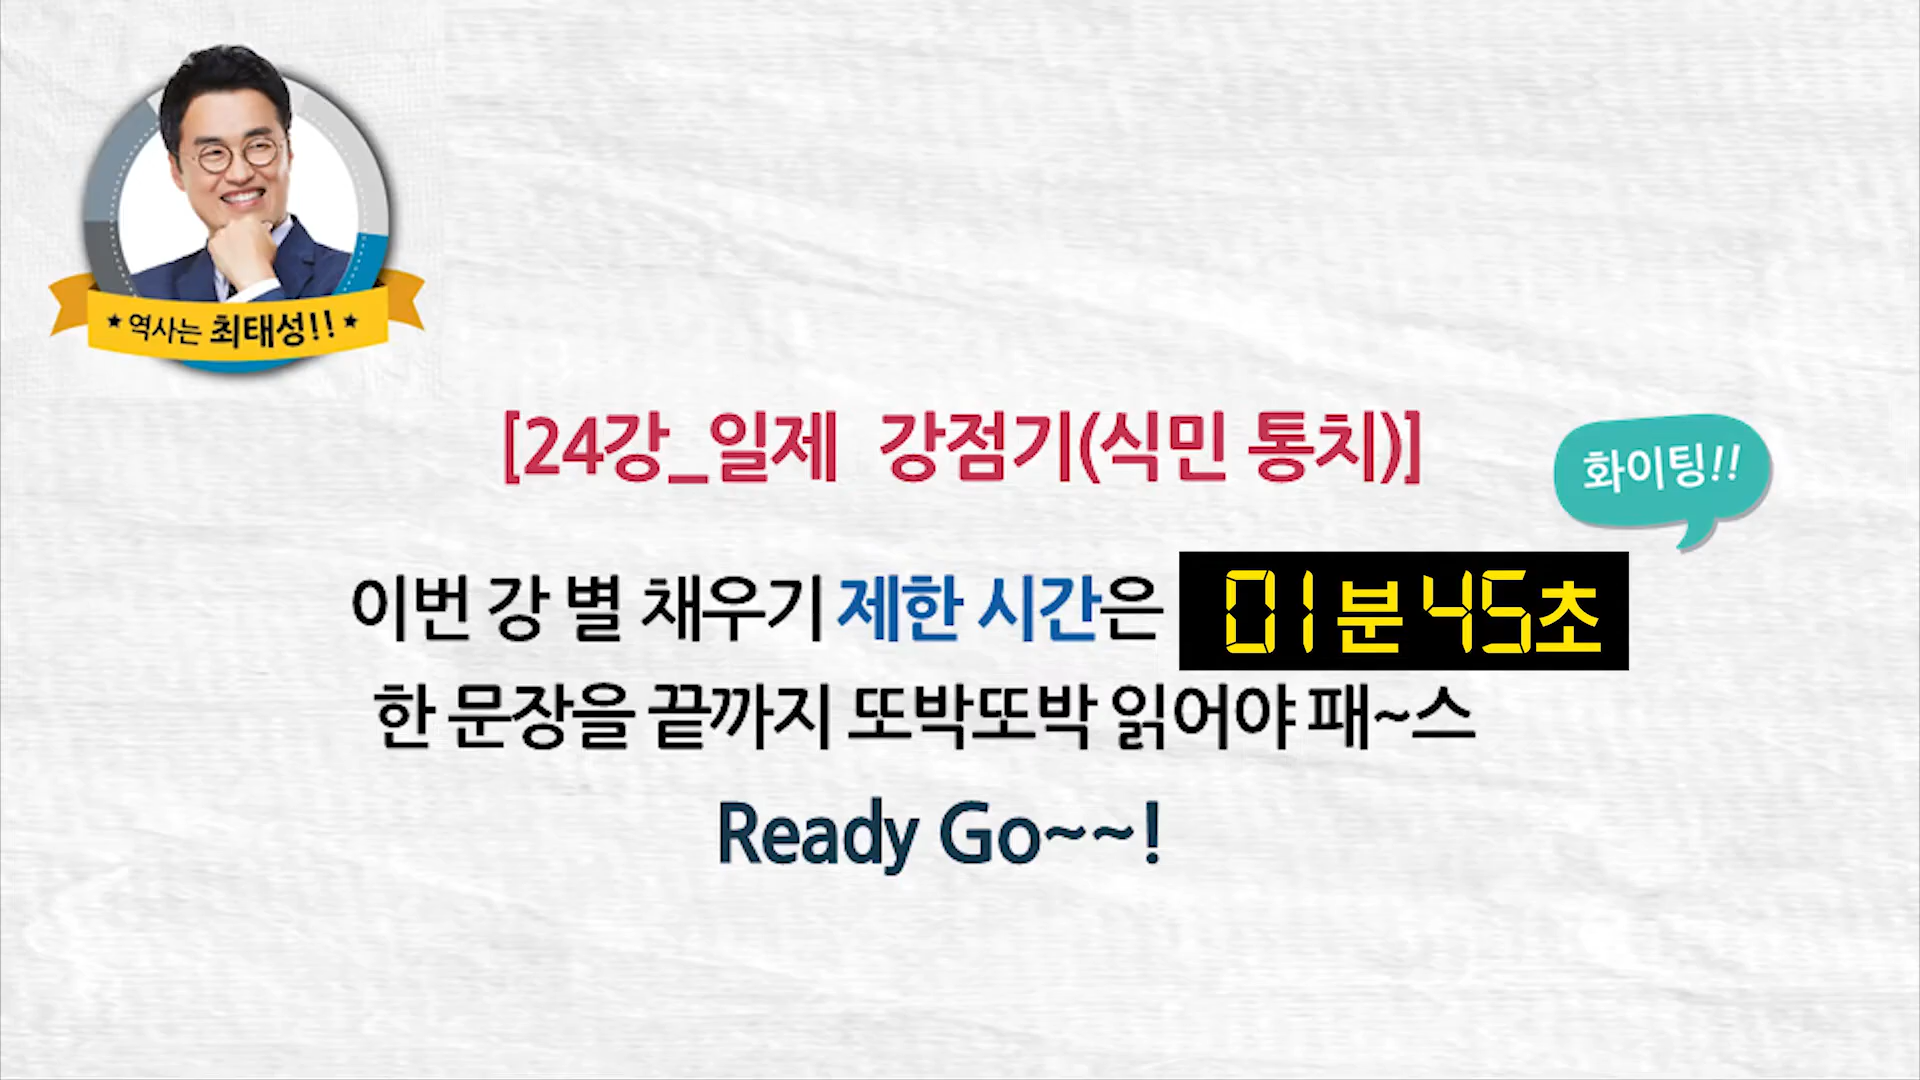 ★ 역사는 최태성!! ★
[24강_일제 강점기(식민 통치)]
화이팅!!
이번 강 별 채우기 제한 시간은 01분 45초
한 문장을 끝까지 또박또박 읽어야 패~스
Ready Go~~!